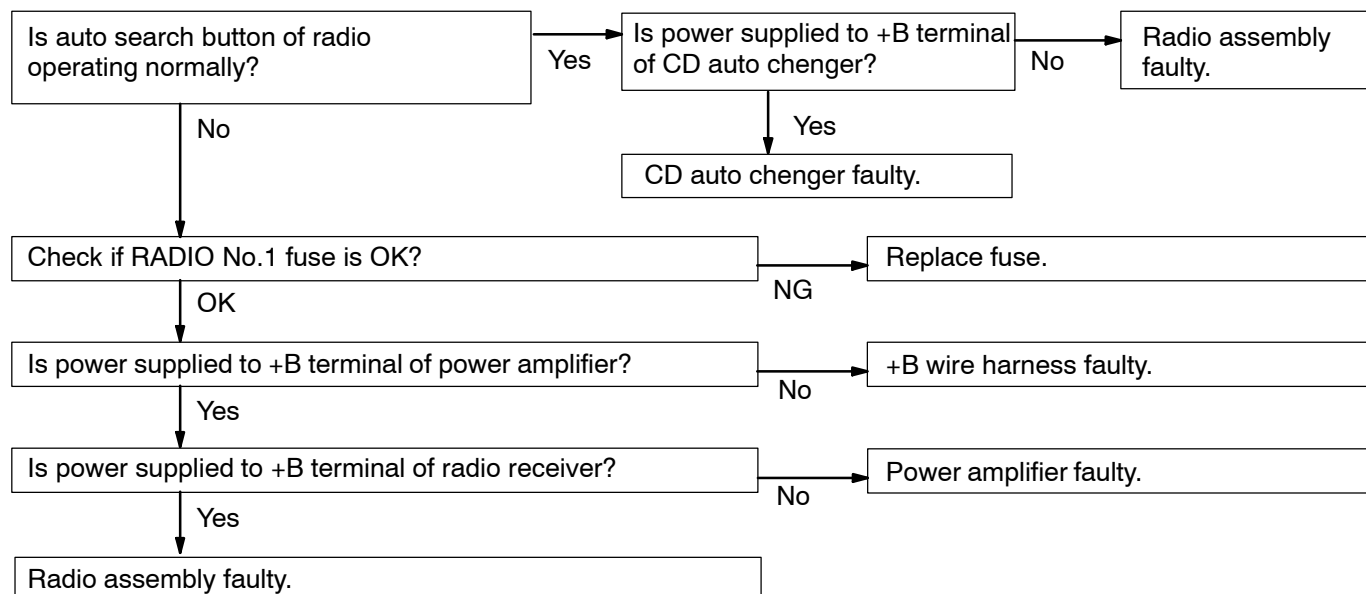 Is auto search button of radio
operating normally?
Yes
Is power supplied to +B terminal
of CD auto chenger?
No
Radio assembly
faulty.
Yes
CD auto chenger faulty.
No
Check if RADIO No.1 fuse is OK?
NG
Replace fuse.
OK
Is power supplied to +B terminal of power amplifier?
No
+B wire harness faulty.
Yes
Is power supplied to +B terminal of radio receiver?
No
Power amplifier faulty.
Yes
Radio assembly faulty.